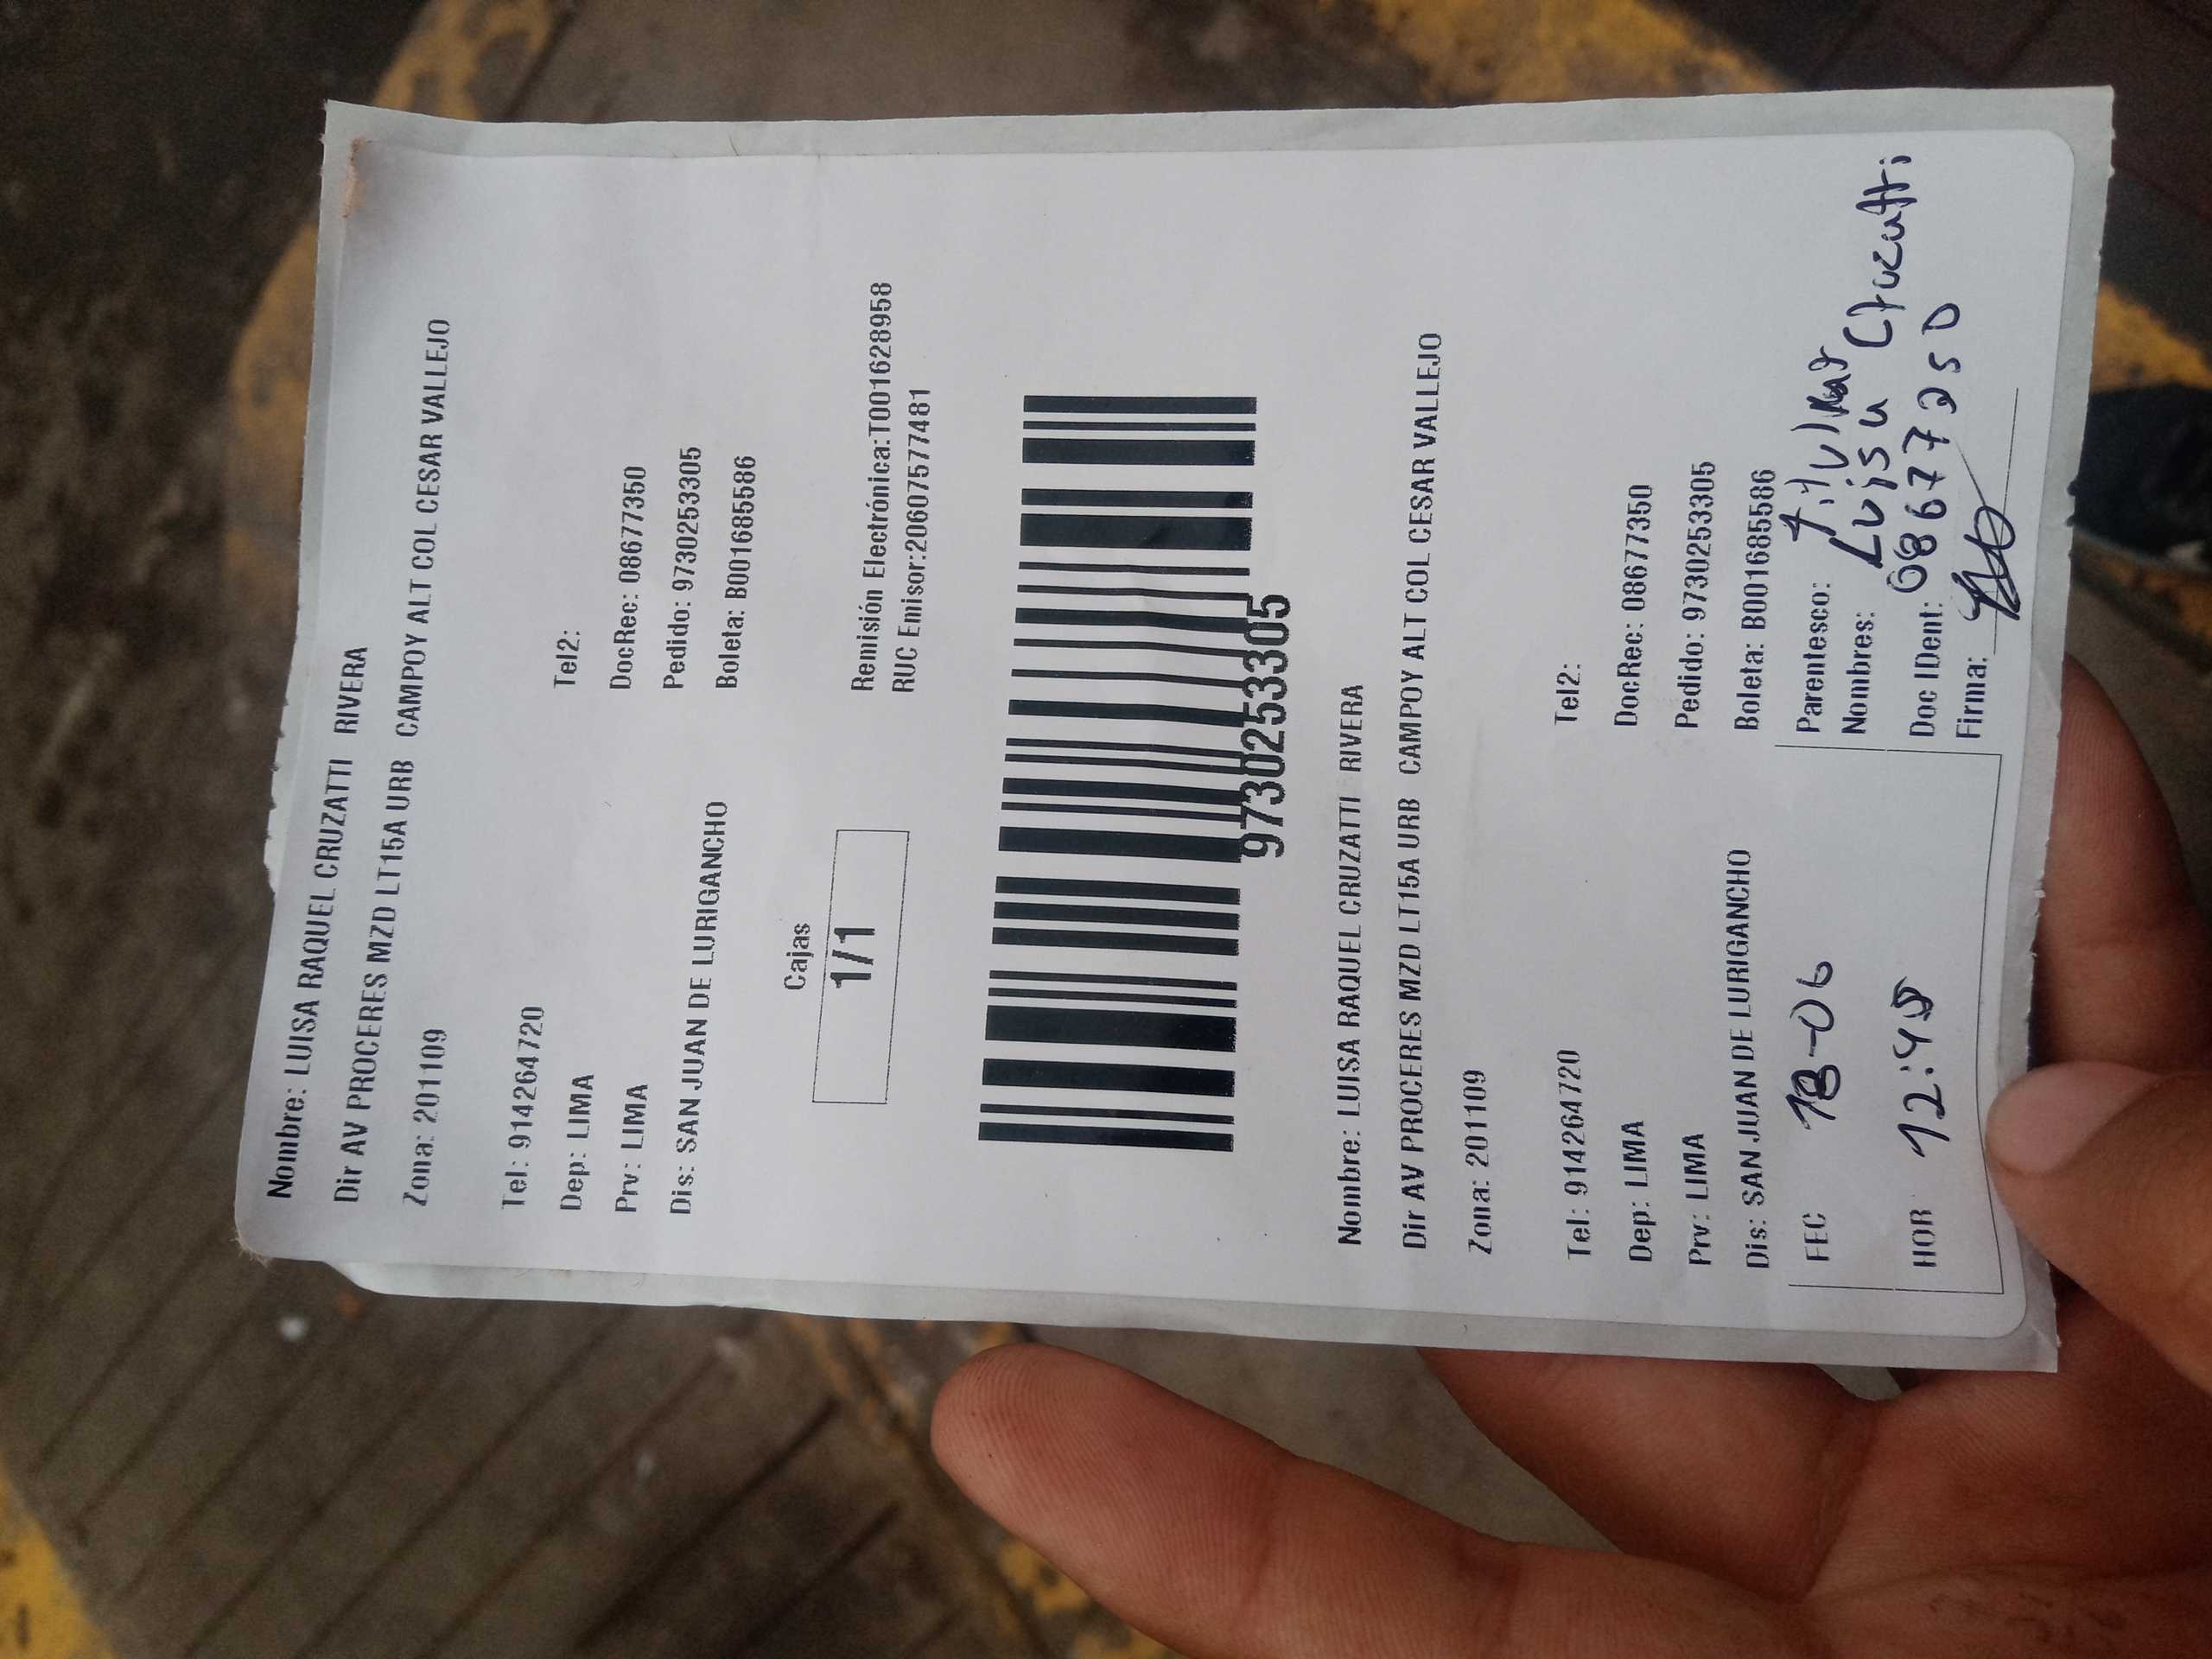 Nombre: LUISA RAQUEL CRUZATTI RIVERA
Dir AV PROCERES MZD LT15A URB CAMPOY ALT COL CESAR VALLEJO
Zona: 201109
Tel: 914264720 Tel2:
Dep: LIMA DocRec: 08677350
Prv: LIMA Pedido: 9730253305
Dis: SAN JUAN DE LURIGANCHO Boleta: B001685586
Cajas
1/1
Remisión Electrónica:T001628958
RUC Emisor:20607577481
9730253305
Nombre: LUISA RAQUEL CRUZATTI RIVERA
Dir AV PROCERES MZD LT15A URB CAMPOY ALT COL CESAR VALLEJO
Zona: 201109
Tel: 914264720 Tel2:
Dep: LIMA DocRec: 08677350
Prv: LIMA Pedido: 9730253305
Dis: SAN JUAN DE LURIGANCHO Boleta: B001685586
FEC 18-06
HOR 12:48
Parentesco: Titular
Nombres: Luisa Cruzatti
Doc IDent: 08677250
Firma: